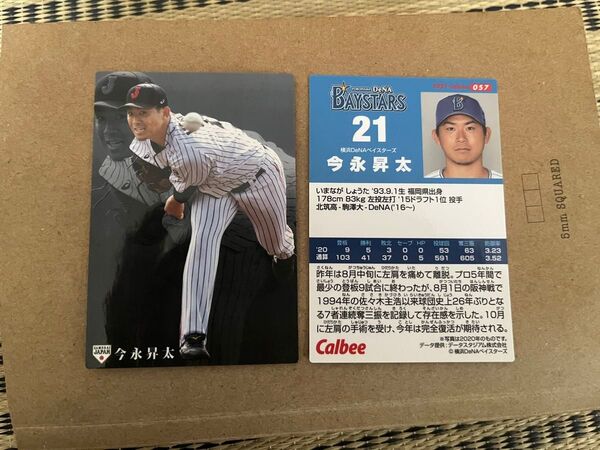 SAMURAI
JAPAN
今永昇太
YOKOHAMA DeNA
BAYSTARS
057
21
横浜DeNAベイスターズ
今永昇太
いまなが しょうた '93.9.1生 福岡県出身
178cm 83kg 左投左打 '15ドラフト1位 投手
北筑高-駒澤大-DeNA('16~)
登板 勝利 敗北 セーブ HP 投球回 奪三振 防御率
'20 9 5 3 0 0 53 63 3.23
通算 103 41 37 0 5 591 605 3.52
昨年は8月中旬に左肩を痛めて離脱。プロ5年間で
最少の登板9試合に終わったが、8月1日の阪神戦で
1994年の佐々木主浩以来球団史上26年ぶりとな
る7者連続奪三振を記録して存在感を示した。10月
に左肩の手術を受け、今年は完全復活が期待される。
Calbee
※写真は2020年のものです。
データ提供:データスタジアム株式会社
© 横浜DeNAベイスターズ
5mm SQUARED